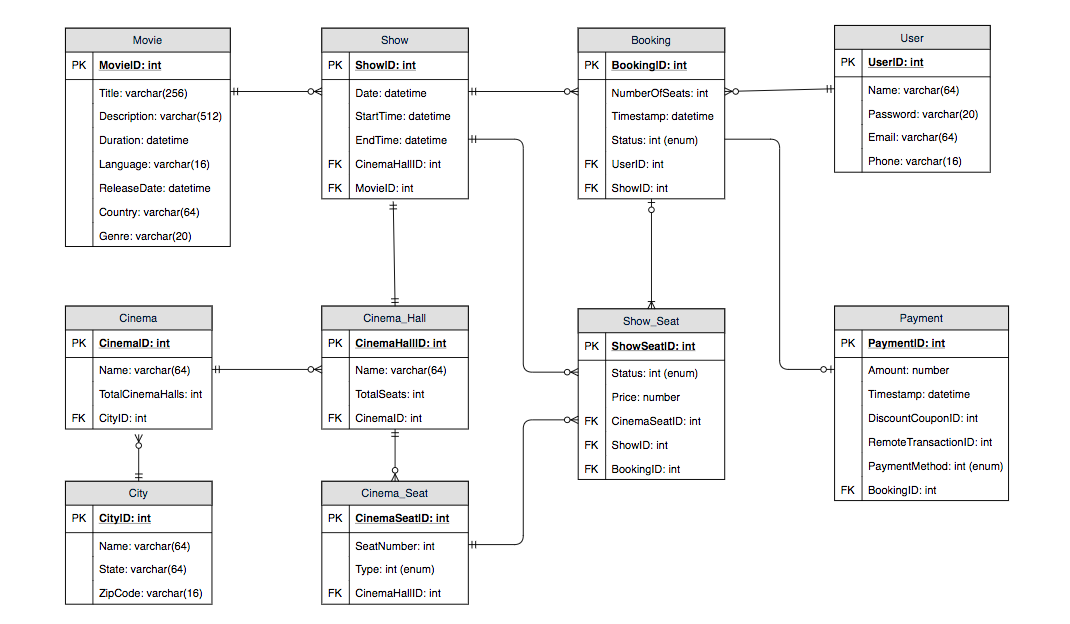 Movie
PK MovieID: int
Title: varchar(256)
Description: varchar(512)
Duration: datetime
Language: varchar(16)
ReleaseDate: datetime
Country: varchar(64)
Genre: varchar(20)
Show
PK ShowID: int
Date: datetime
StartTime: datetime
EndTime: datetime
FK CinemaHallID: int
FK MovieID: int
Booking
PK BookingID: int
NumberOfSeats: int
Timestamp: datetime
Status: int (enum)
FK UserID: int
FK ShowID: int
User
PK UserID: int
Name: varchar(64)
Password: varchar(20)
Email: varchar(64)
Phone: varchar(16)
Cinema
PK CinemaID: int
Name: varchar(64)
TotalCinemaHalls: int
FK CityID: int
Cinema_Hall
PK CinemaHallID: int
Name: varchar(64)
TotalSeats: int
FK CinemaID: int
Show_Seat
PK ShowSeatID: int
Status: int (enum)
Price: number
FK CinemaSeatID: int
FK ShowID: int
FK BookingID: int
Payment
PK PaymentID: int
Amount: number
Timestamp: datetime
DiscountCouponID: int
RemoteTransactionID: int
PaymentMethod: int (enum)
FK BookingID: int
City
PK CityID: int
Name: varchar(64)
State: varchar(64)
ZipCode: varchar(16)
Cinema_Seat
PK CinemaSeatID: int
SeatNumber: int
Type: int (enum)
FK CinemaHallID: int